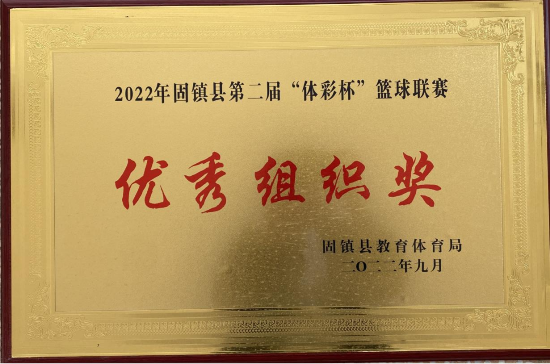 2022年固镇县第二届“体彩杯”篮球联赛
优秀组织奖
固镇县教育体育局
二〇二二年九月